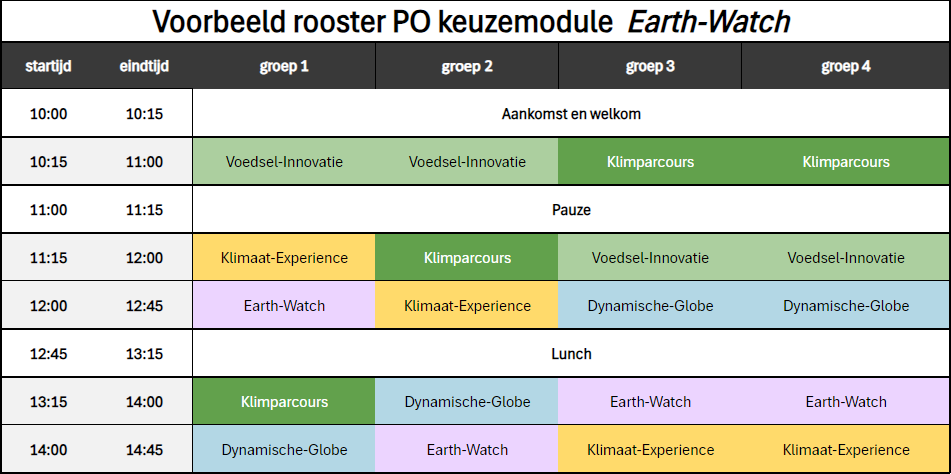 Voorbeeld rooster PO keuzemodule Earth-Watch
startijd eindtijd groep 1 groep 2 groep 3 groep 4
10:00 10:15 Aankomst en welkom
10:15 11:00 Voedsel-Innovatie Voedsel-Innovatie Klimparcours Klimparcours
11:00 11:15 Pauze
11:15 12:00 Klimaat-Experience Klimparcours Voedsel-Innovatie Voedsel-Innovatie
12:00 12:45 Earth-Watch Klimaat-Experience Dynamische-Globe Dynamische-Globe
12:45 13:15 Lunch
13:15 14:00 Klimparcours Dynamische-Globe Earth-Watch Earth-Watch
14:00 14:45 Dynamische-Globe Earth-Watch Klimaat-Experience Klimaat-Experience